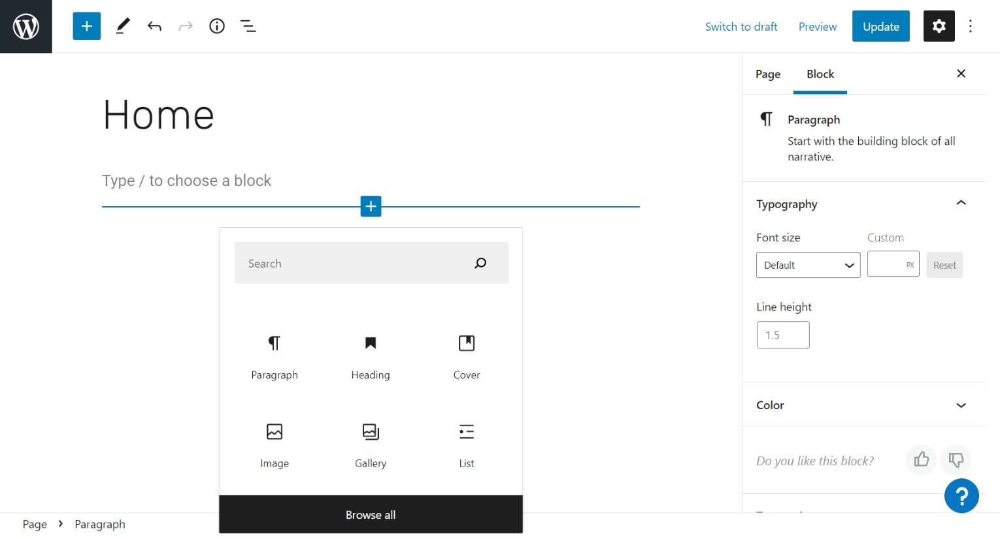 Switch to draft
Preview
Update
Page
Block
Home
Type / to choose a block
Paragraph
Start with the building block of all
narrative.
Typography
Font size
Custom
Default
PX
Reset
Line height
1.5
Search
Paragraph
Heading
Cover
Image
Gallery
List
Browse all
Color
Do you like this block?
?
Page > Paragraph